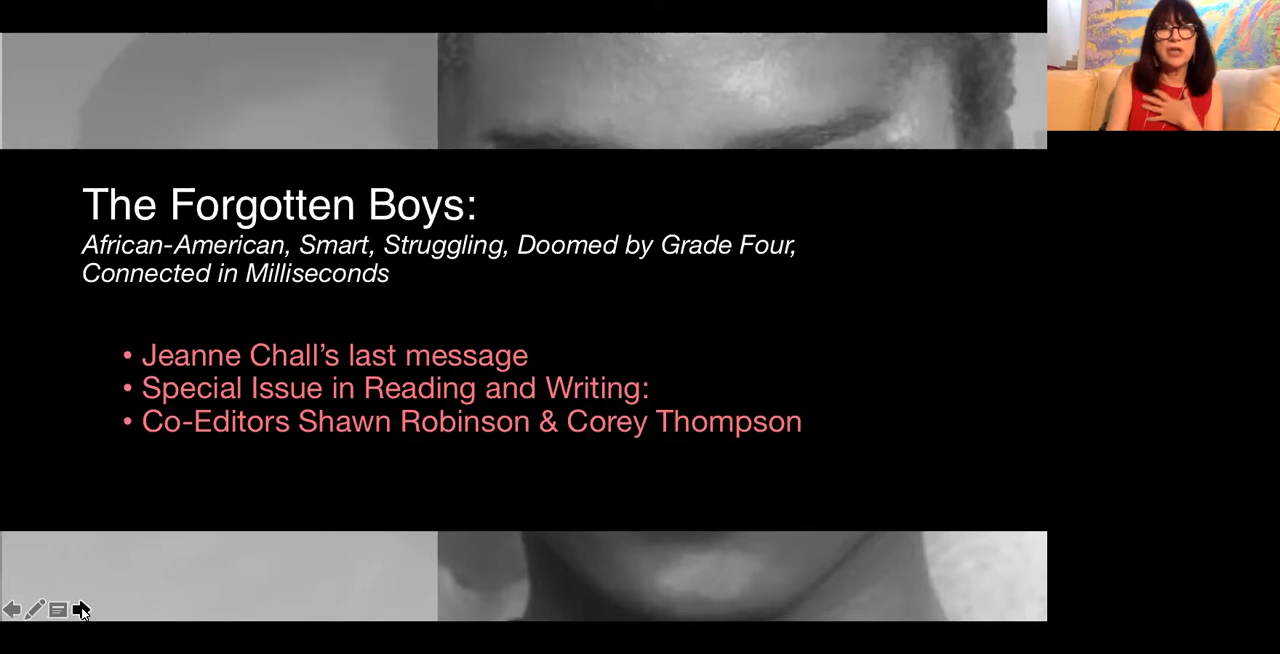 The Forgotten Boys:
African-American, Smart, Struggling, Doomed by Grade Four,
Connected in Milliseconds
• Jeanne Chall’s last message
• Special Issue in Reading and Writing:
• Co-Editors Shawn Robinson & Corey Thompson